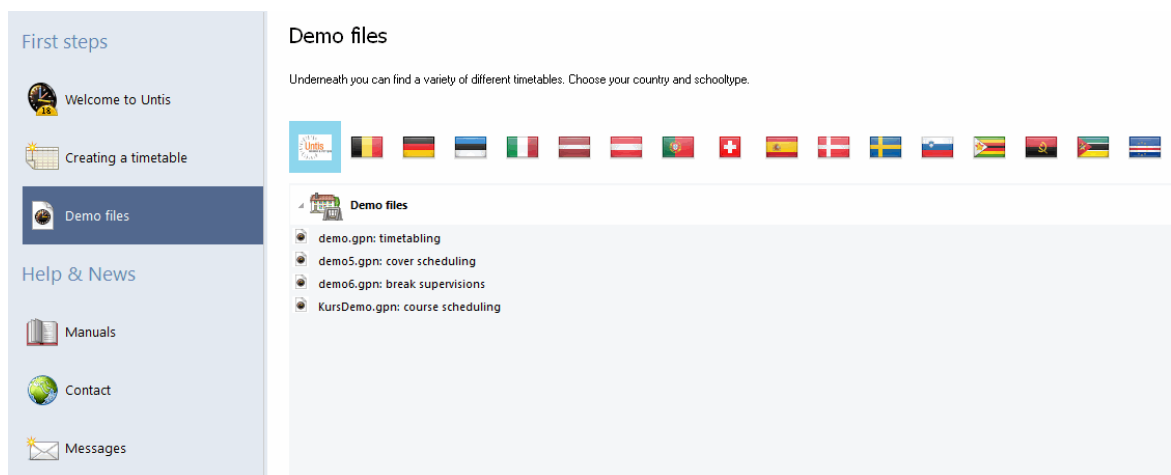 First steps
Welcome to Untis
Creating a timetable
Demo files
Help & News
Manuals
Contact
Messages
Demo files
Underneath you can find a variety of different timetables. Choose your country and schooltype.
Untis
Demo files
demo.gpn: timetabling
demo5.gpn: cover scheduling
demo6.gpn: break supervisions
KursDemo.gpn: course scheduling